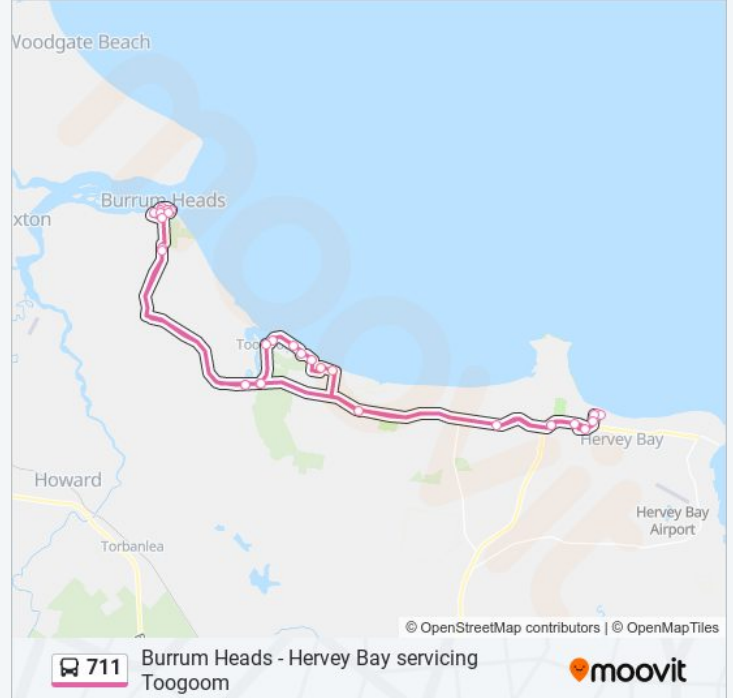 Woodgate Beach
Burrum Heads
xton
Too
Hervey Bay
Howard
Hervey Bay
Airport
Torbanlea
© OpenStreetMap contributors | © OpenMapTiles
711
Burrum Heads - Hervey Bay servicing
Toogoom
moovit
moovit